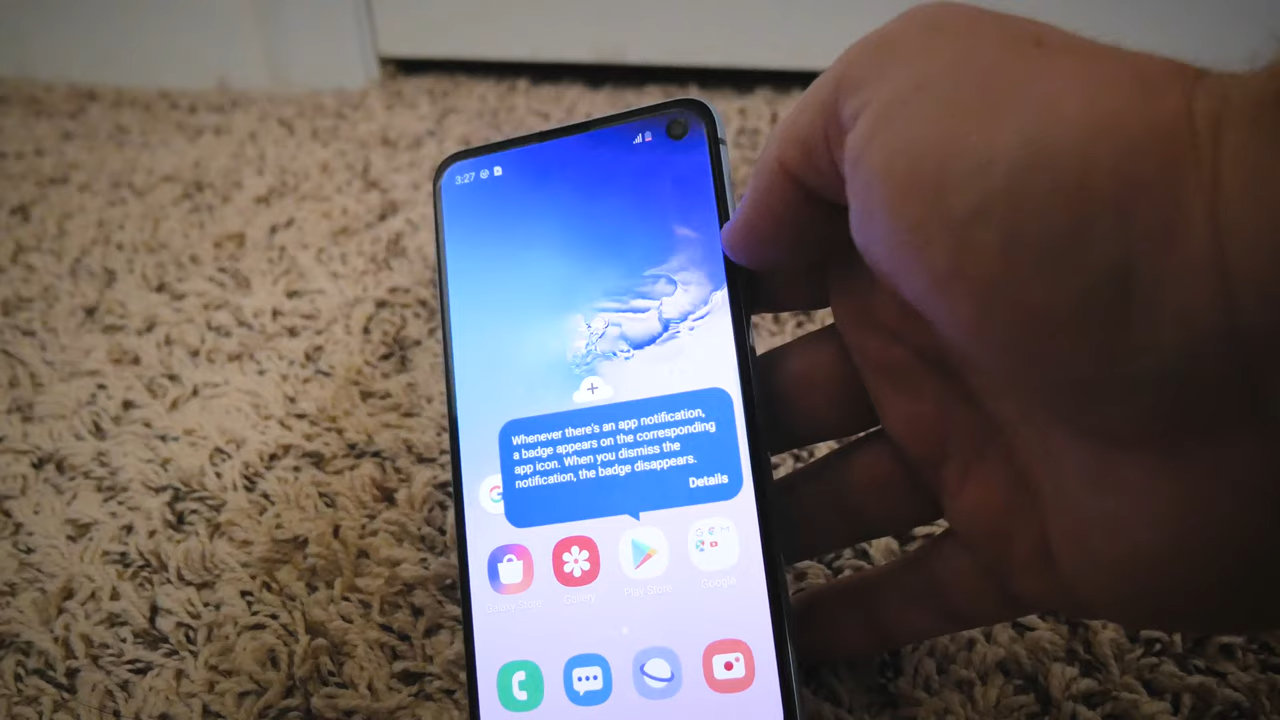 3:27
Whenever there's an app notification,
a badge appears on the corresponding
app icon. When you dismiss the
notification, the badge disappears.
Details
G
Galaxy Store
Gallery
Play Store
Google